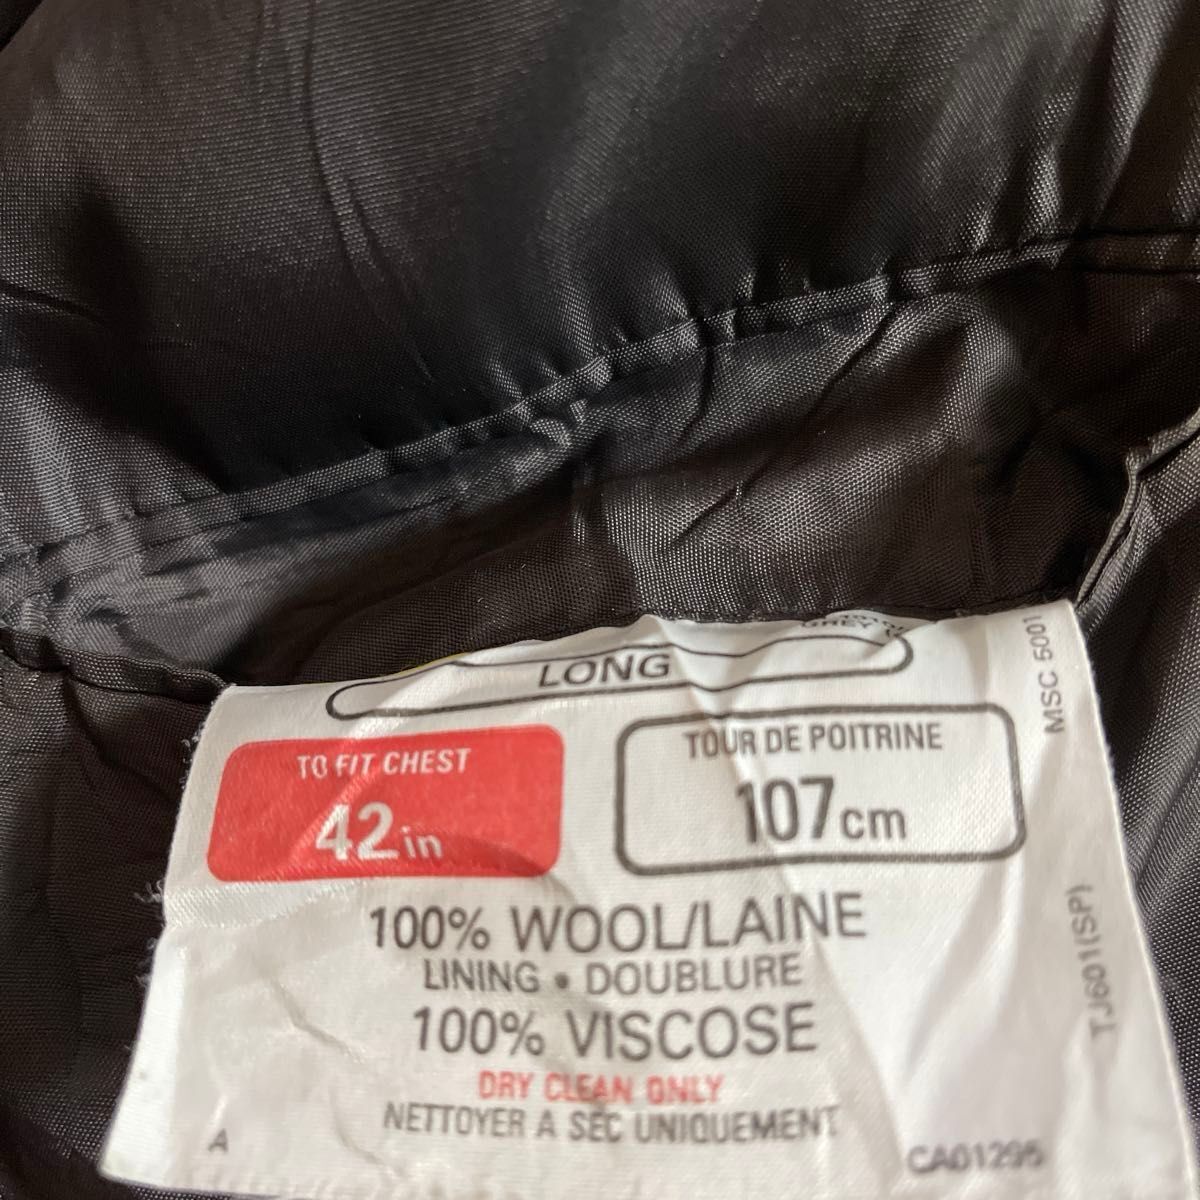 GREY
LONG
TO FIT CHEST
42in
TOUR DE POITRINE
107cm
100% WOOL/LAINE
LINING • DOUBLURE
100% VISCOSE
DRY CLEAN ONLY
NETTOYER A SEC UNIQUEMENT
A
CA01295
MSC 5001
TJ601(SP)